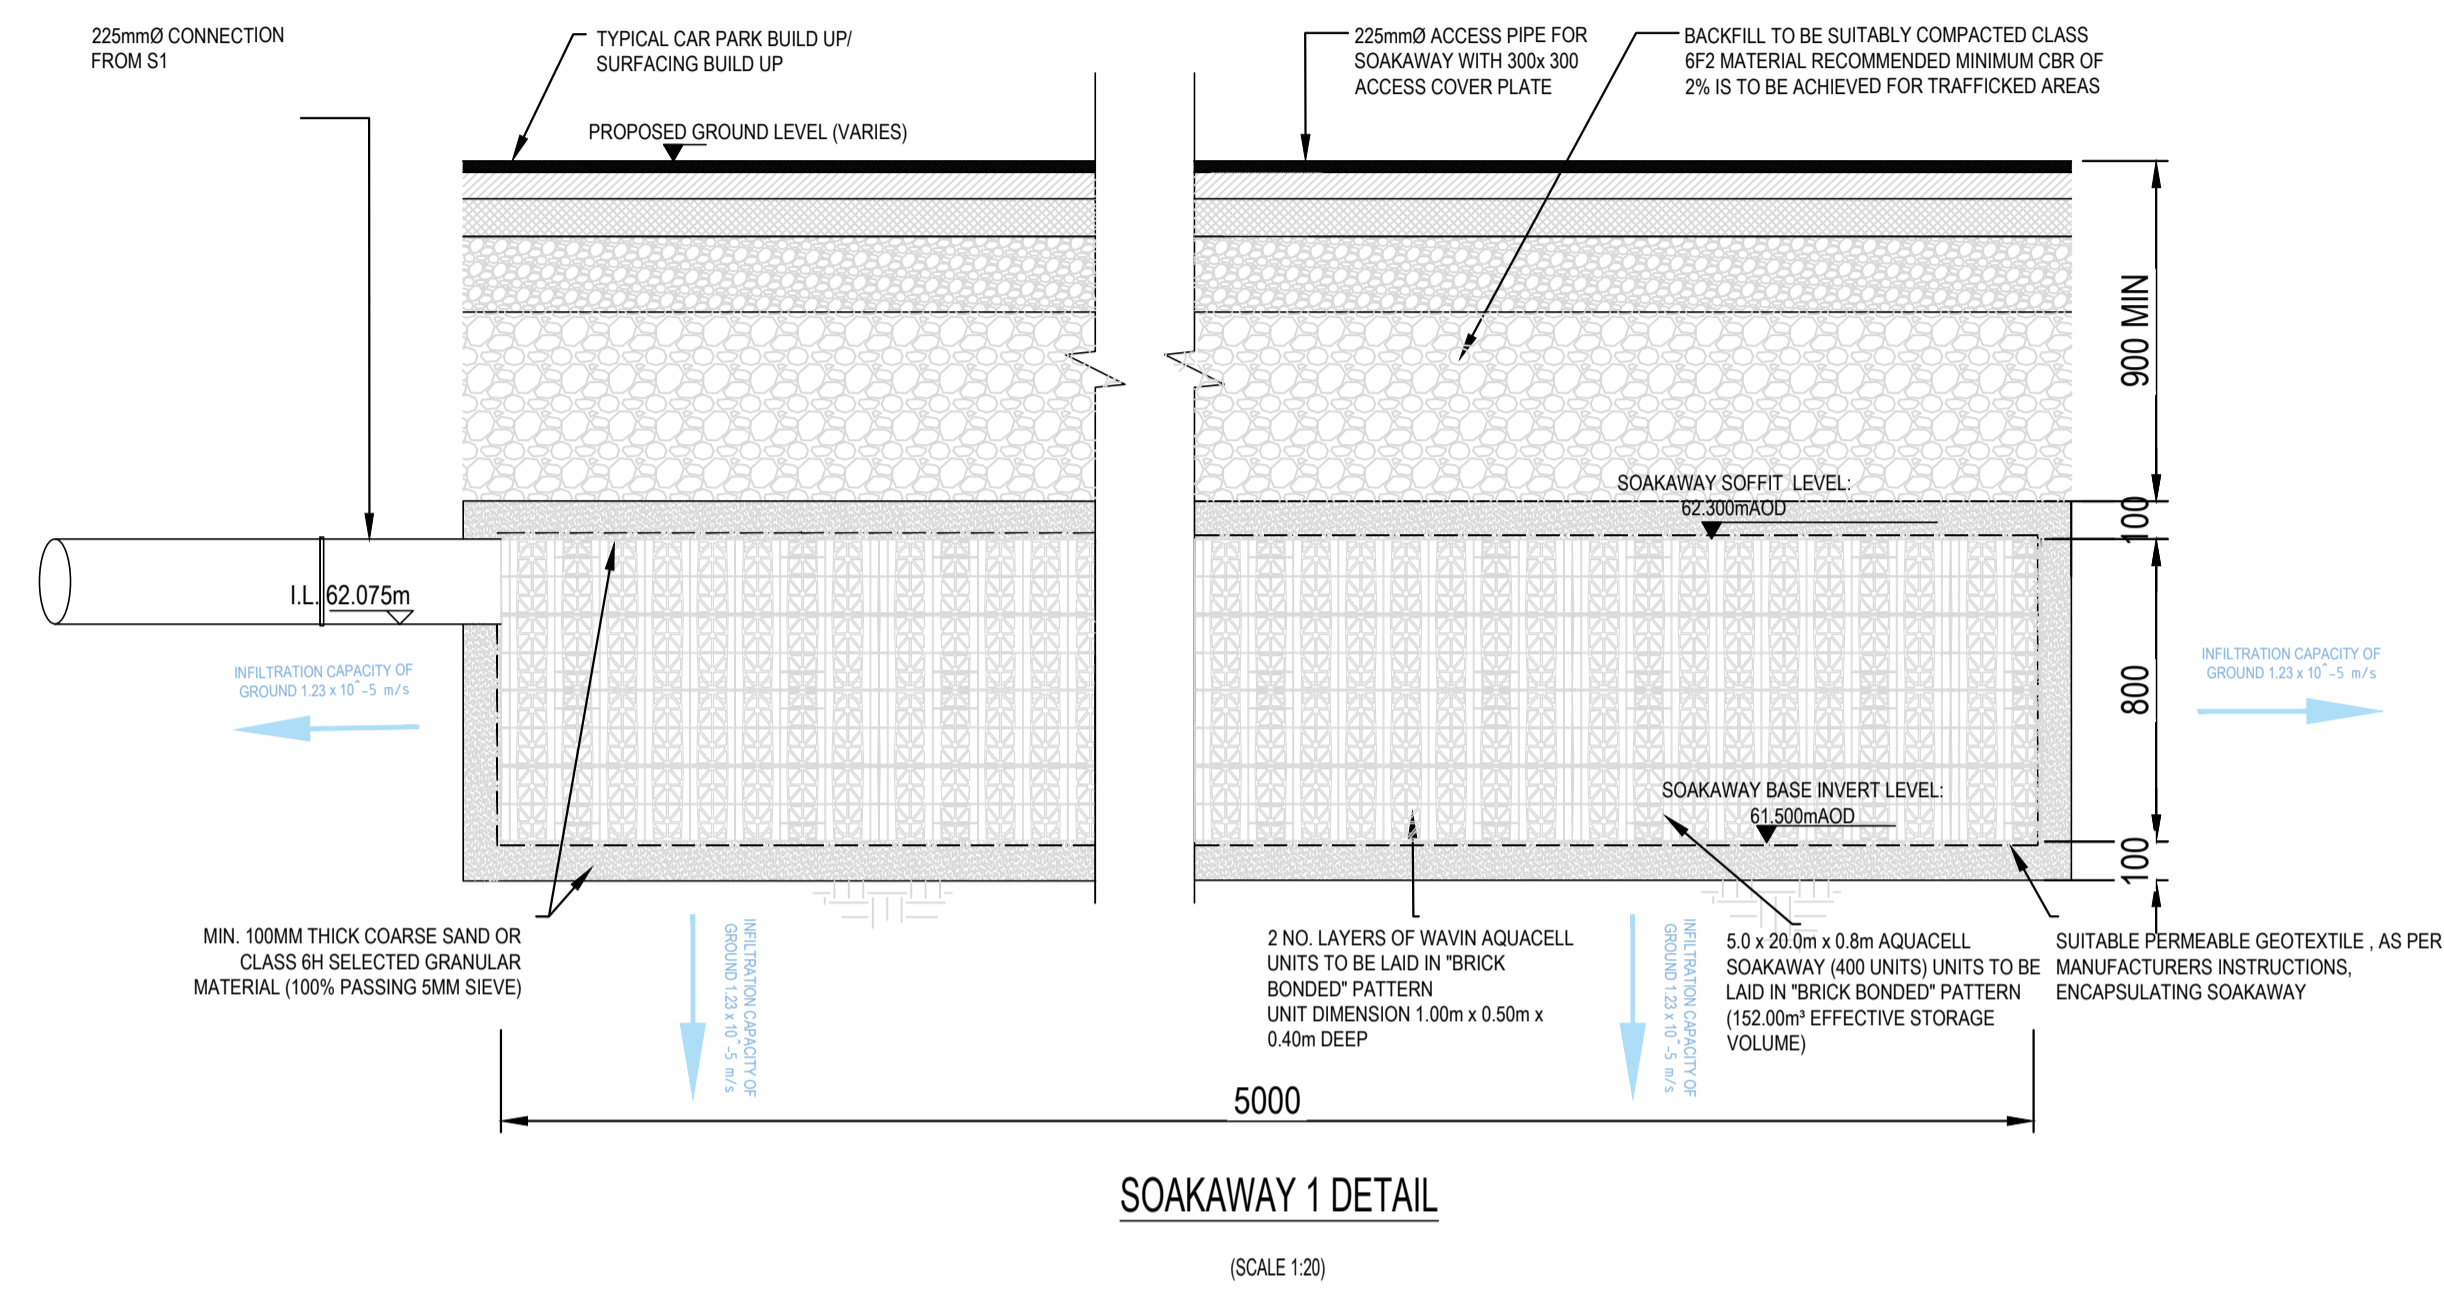 225mmØ CONNECTION
FROM S1
TYPICAL CAR PARK BUILD UP/
SURFACING BUILD UP
PROPOSED GROUND LEVEL (VARIES)
225mmØ ACCESS PIPE FOR
SOAKAWAY WITH 300x 300
ACCESS COVER PLATE
BACKFILL TO BE SUITABLY COMPACTED CLASS
6F2 MATERIAL RECOMMENDED MINIMUM CBR OF
2% IS TO BE ACHIEVED FOR TRAFFICKED AREAS
900 MIN
SOAKAWAY SOFFIT LEVEL:
62.300mAOD
100
I.L. 62.075m
INFILTRATION CAPACITY OF
GROUND 1.23 x 10^-5 m/s
INFILTRATION CAPACITY OF
GROUND 1.23 x 10^-5 m/s
800
SOAKAWAY BASE INVERT LEVEL:
61.500mAOD
100
MIN. 100MM THICK COARSE SAND OR
CLASS 6H SELECTED GRANULAR
MATERIAL (100% PASSING 5MM SIEVE)
INFILTRATION CAPACITY OF
GROUND 1.23 x 10^-5 m/s
2 NO. LAYERS OF WAVIN AQUACELL
UNITS TO BE LAID IN "BRICK
BONDED" PATTERN
UNIT DIMENSION 1.00m x 0.50m x
0.40m DEEP
INFILTRATION CAPACITY OF
GROUND 1.23 x 10^-5 m/s
5.0 x 20.0m x 0.8m AQUACELL
SOAKAWAY (400 UNITS) UNITS TO BE
LAID IN "BRICK BONDED" PATTERN
(152.00m³ EFFECTIVE STORAGE
VOLUME)
SUITABLE PERMEABLE GEOTEXTILE , AS PER
MANUFACTURERS INSTRUCTIONS,
ENCAPSULATING SOAKAWAY
5000
SOAKAWAY 1 DETAIL
(SCALE 1:20)